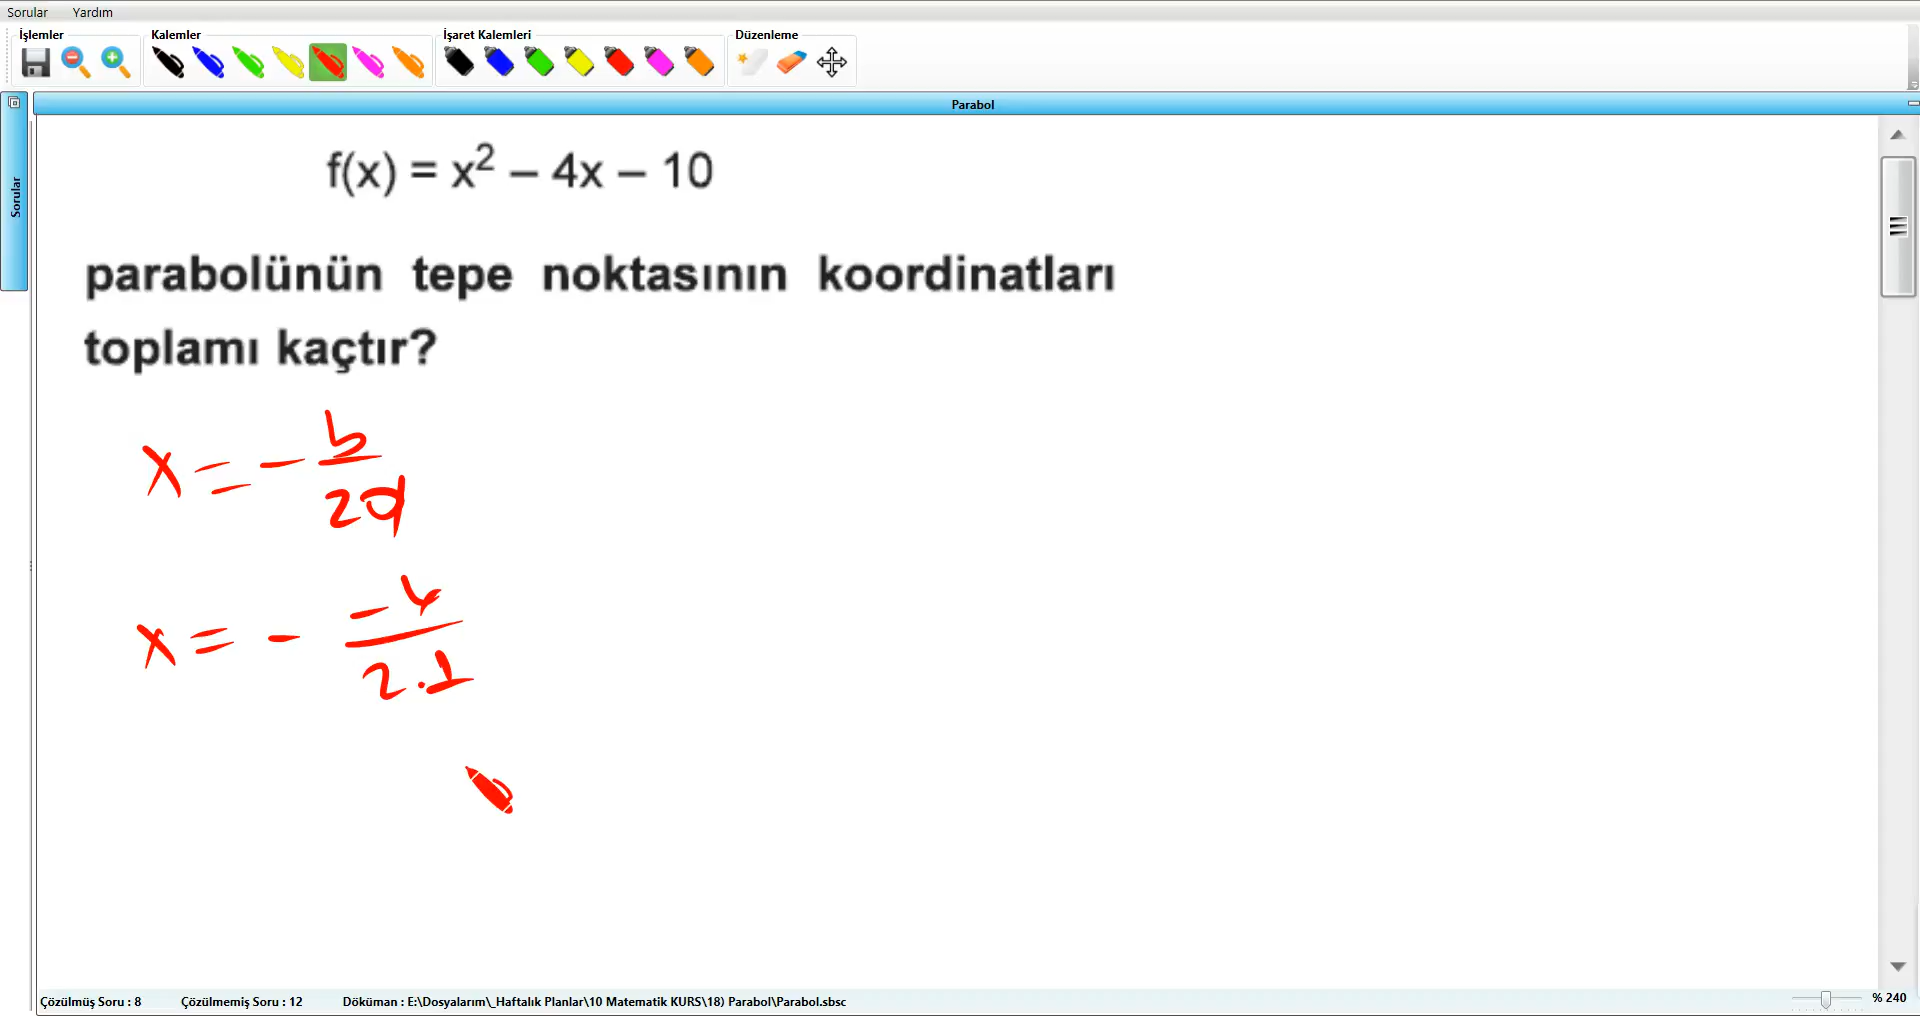 Sorular Yardım
İşlemler Kalemler İşaret Kalemleri Düzenleme
Parabol
Sorular
f(x) = x² – 4x – 10
parabolünün tepe noktasının koordinatları
toplamı kaçtır?
x = - b/2a
x = - -4/2.1
Çözülmüş Soru : 8 Çözülmemiş Soru : 12 Döküman : E:\Dosyalarım\_Haftalık Planlar\10 Matematik KURS\18) Parabol\Parabol.sbsc % 240